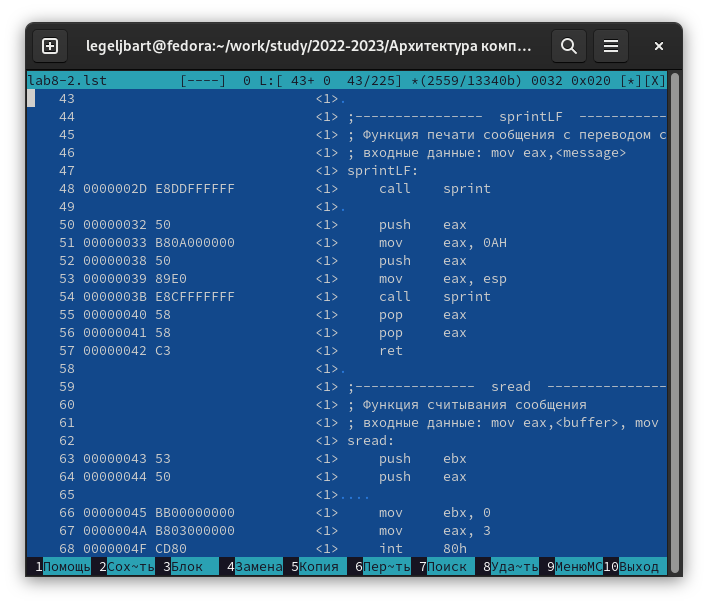 legeljbart@fedora:~/work/study/2022-2023/Архитектура комп...
lab8-2.lst [----] 0 L:[ 43+ 0 43/225] *(2559/13340b) 0032 0x020 [*][X]
43 <1>.
44 <1> ;---------------- sprintLF -----------
45 <1> ; Функция печати сообщения с переводом с
46 <1> ; входные данные: mov eax,<message>
47 <1> sprintLF:
48 0000002D E8DDFFFFFF <1> call sprint
49 <1>.
50 00000032 50 <1> push eax
51 00000033 B80A000000 <1> mov eax, 0AH
52 00000038 50 <1> push eax
53 00000039 89E0 <1> mov eax, esp
54 0000003B E8CFFFFFFF <1> call sprint
55 00000040 58 <1> pop eax
56 00000041 58 <1> pop eax
57 00000042 C3 <1> ret
58 <1>.
59 <1> ;--------------- sread ---------------
60 <1> ; Функция считывания сообщения
61 <1> ; входные данные: mov eax,<buffer>, mov
62 <1> sread:
63 00000043 53 <1> push ebx
64 00000044 50 <1> push eax
65 <1>....
66 00000045 BB00000000 <1> mov ebx, 0
67 0000004A B803000000 <1> mov eax, 3
68 0000004F CD80 <1> int 80h
1Помощь 2Сох~ть 3Блок 4Замена 5Копия 6Пер~ть 7Поиск 8Уда~ть 9МенюМС 10Выход